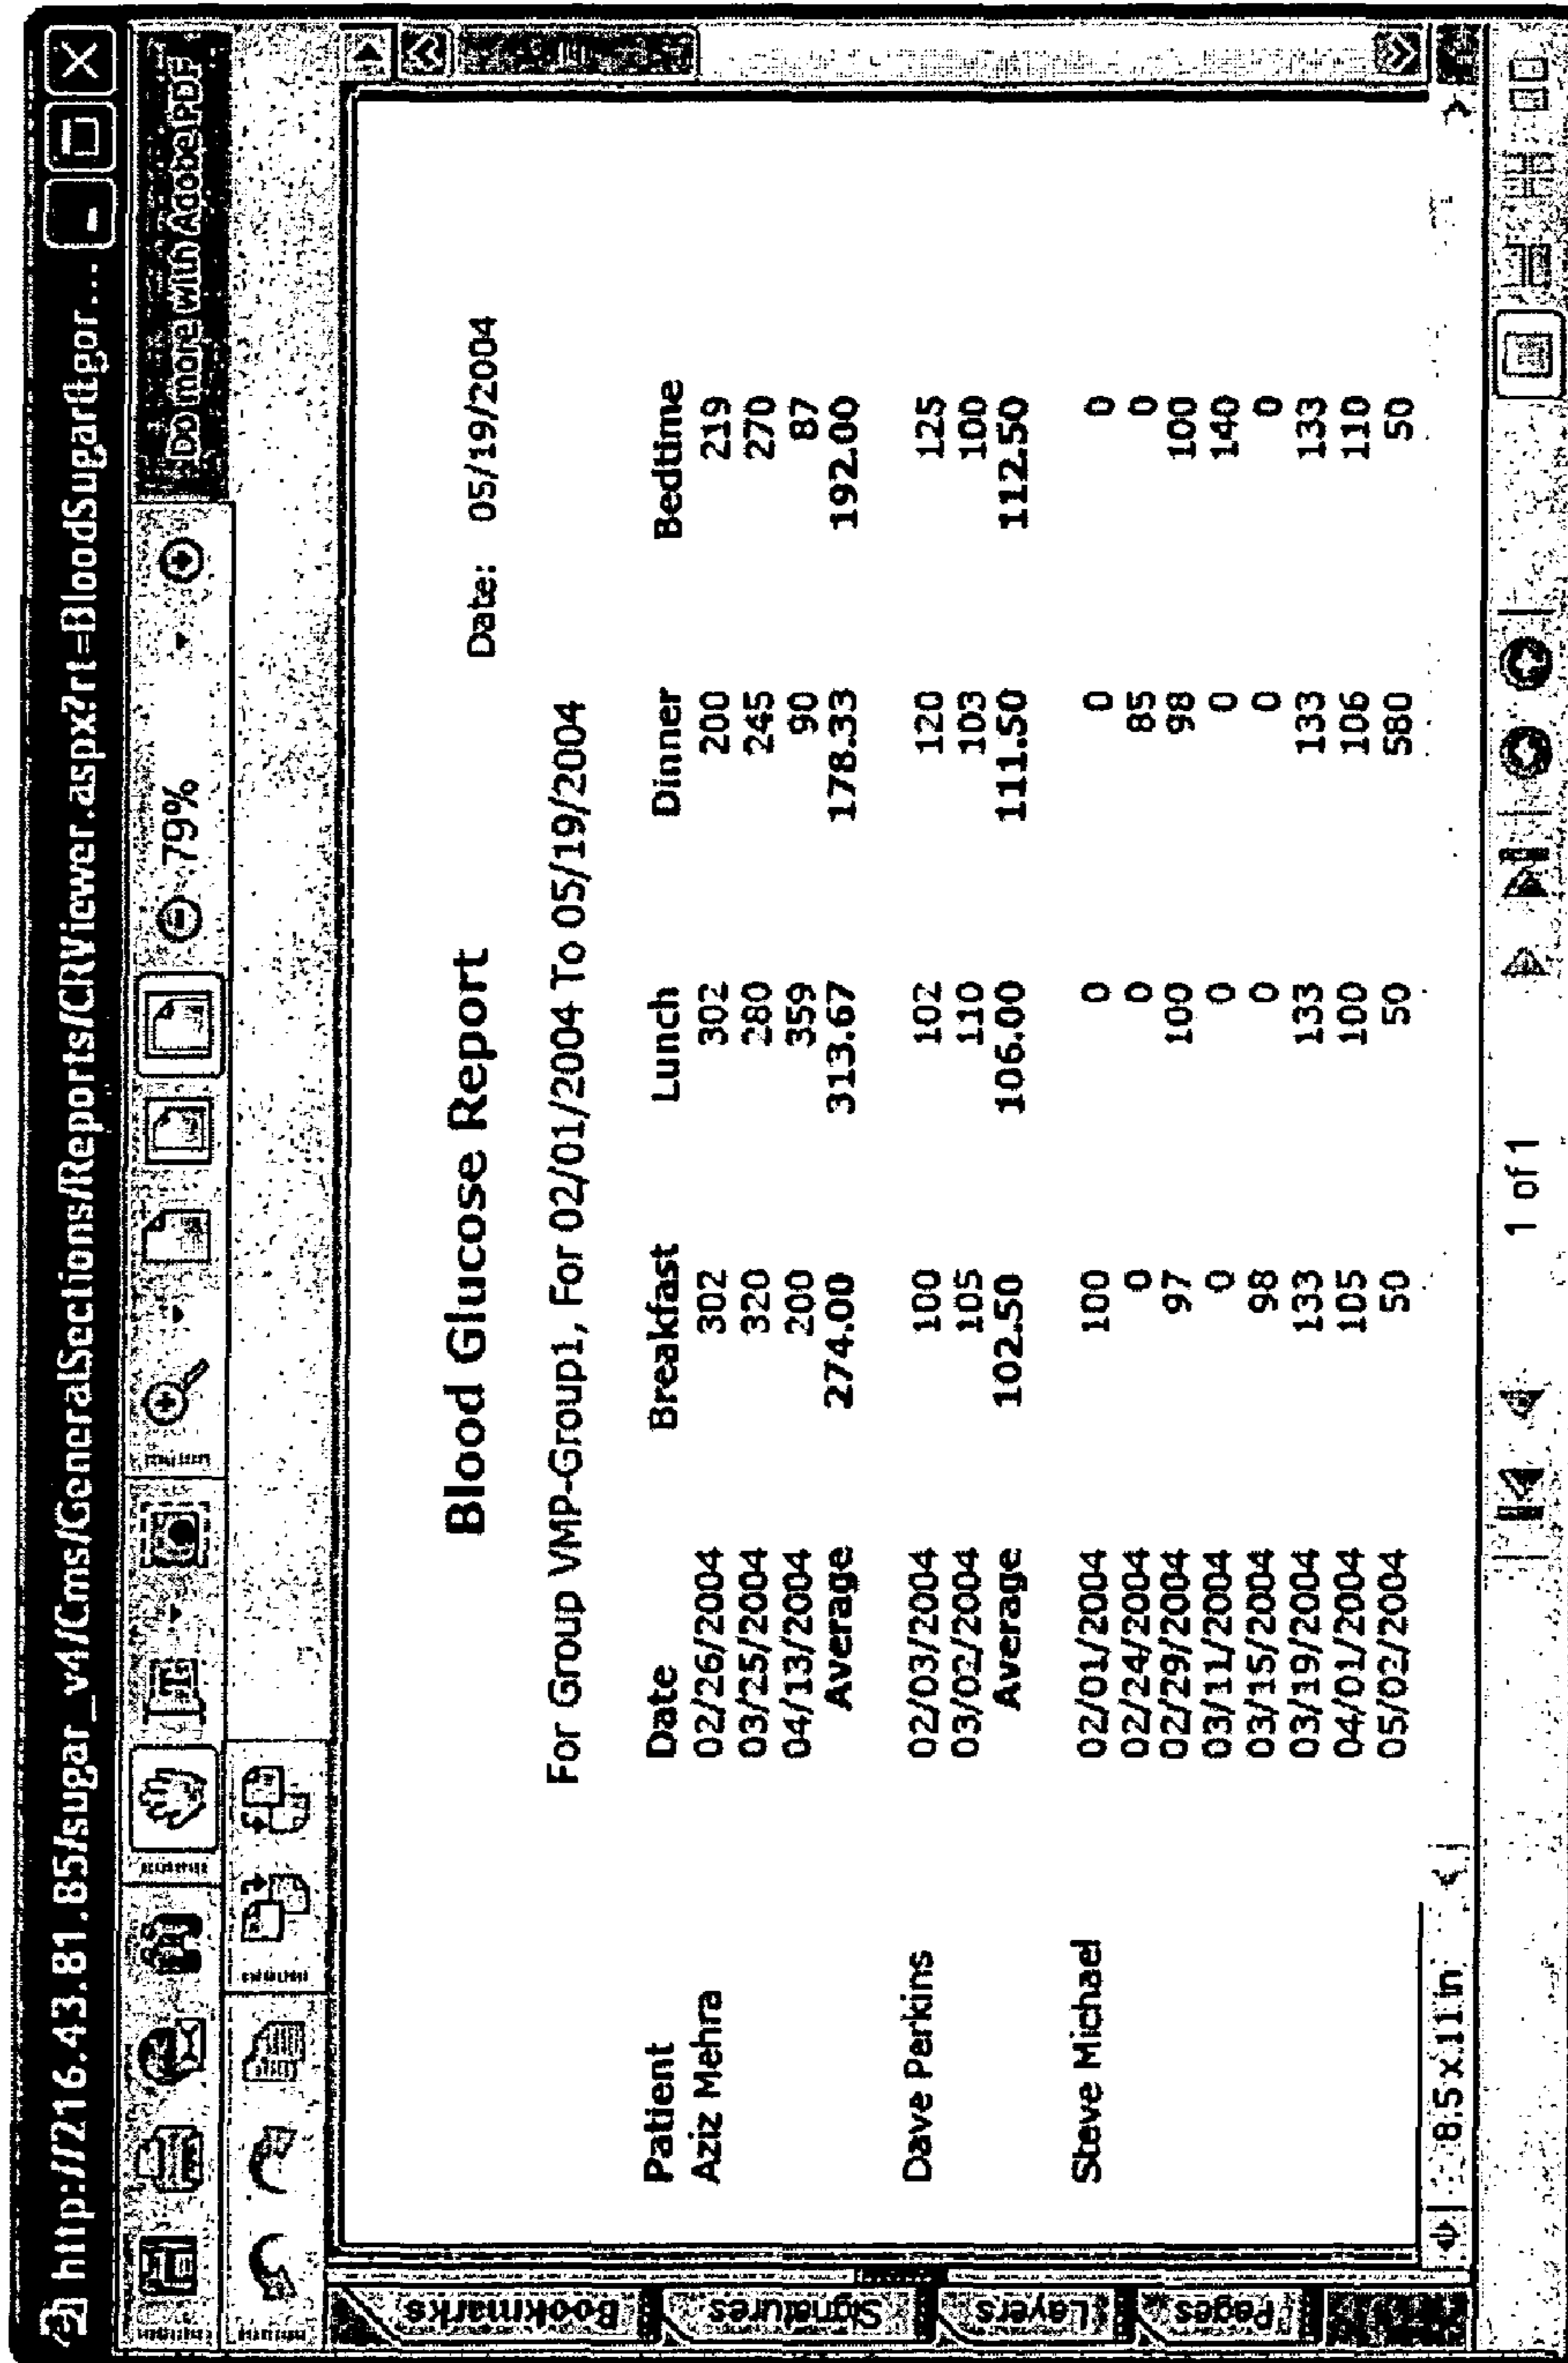 http://216.43.81.85/sugar_v4/Cms/GeneralSections/Reports/CRViewer.aspx?rt=BloodSugar&gr...
79%
Do more with Adobe PDF
Bookmarks
Signatures
Layers
Pages
Blood Glucose Report
Date: 05/19/2004
For Group VMP-Group1, For 02/01/2004 To 05/19/2004
Patient Date Breakfast Lunch Dinner Bedtime
Aziz Mehra 02/26/2004 302 302 200 219
03/25/2004 320 280 245 270
04/13/2004 200 359 90 87
Average 274.00 313.67 178.33 192.00
Dave Perkins 02/03/2004 100 102 120 125
03/02/2004 105 110 103 100
Average 102.50 106.00 111.50 112.50
Steve Michael 02/01/2004 100 0 0 0
02/24/2004 0 0 85 0
02/29/2004 97 100 98 100
03/11/2004 0 0 0 140
03/15/2004 98 0 0 0
03/19/2004 133 133 133 133
04/01/2004 105 100 106 110
05/02/2004 50 50 580 50
8.5 x 11 in
1 of 1